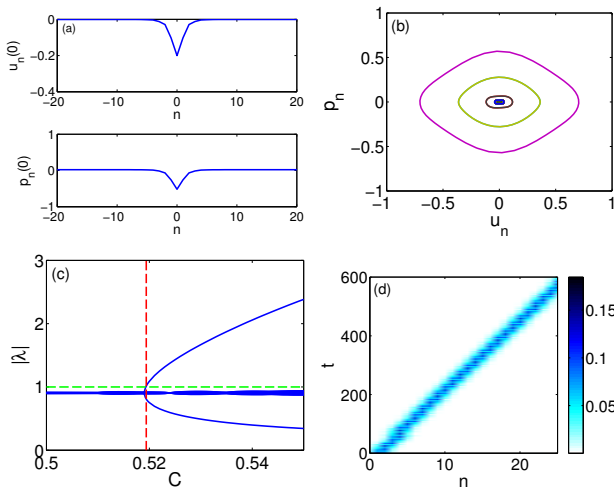 (a)
u_n(0)
0
−0.2
−0.4
−20 −10 0 10 20
n
p_n(0)
1
0
−1
−20 −10 0 10 20
n
(b)
p_n
1
0.5
0
−0.5
−1
−1 −0.5 0 0.5 1
u_n
(c)
|λ|
3
2
1
0
0.5 0.52 0.54
C
(d)
t
600
400
200
0
0 10 20
n
0.15
0.1
0.05